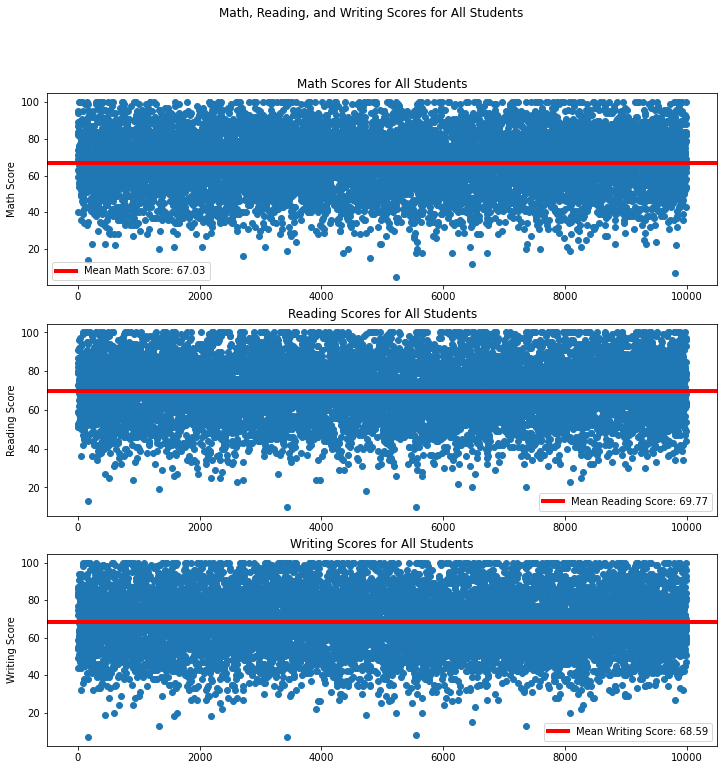 Math, Reading, and Writing Scores for All Students
Math Scores for All Students
100
80
60
40
20
Math Score
Mean Math Score: 67.03
0 2000 4000 6000 8000 10000
Reading Scores for All Students
100
80
60
40
20
Reading Score
Mean Reading Score: 69.77
0 2000 4000 6000 8000 10000
Writing Scores for All Students
100
80
60
40
20
Writing Score
Mean Writing Score: 68.59
0 2000 4000 6000 8000 10000